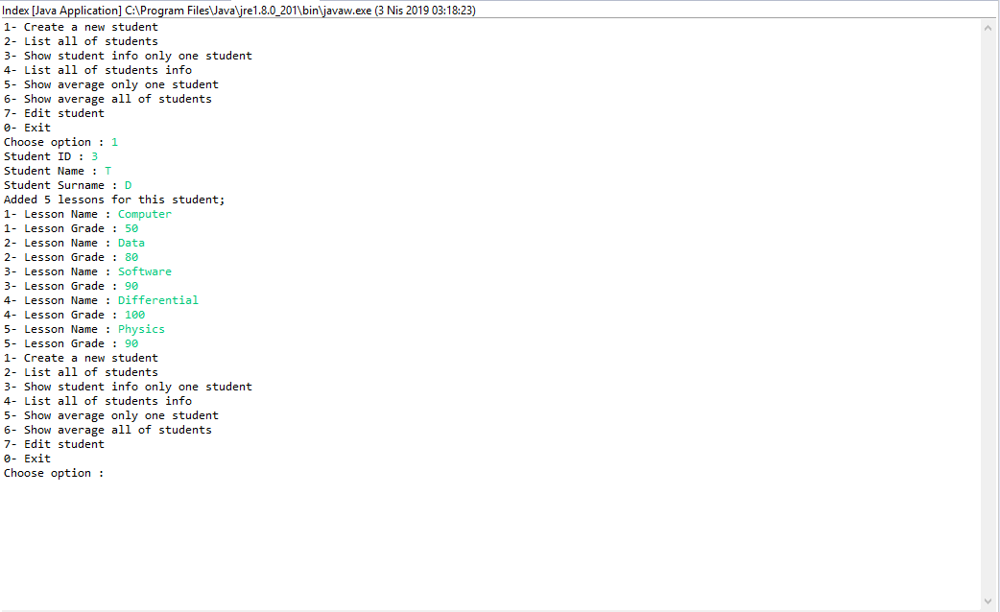 Index [Java Application] C:\Program Files\Java\jre1.8.0_201\bin\javaw.exe (3 Nis 2019 03:18:23)
1- Create a new student
2- List all of students
3- Show student info only one student
4- List all of students info
5- Show average only one student
6- Show average all of students
7- Edit student
0- Exit
Choose option : 1
Student ID : 3
Student Name : T
Student Surname : D
Added 5 lessons for this student;
1- Lesson Name : Computer
1- Lesson Grade : 50
2- Lesson Name : Data
2- Lesson Grade : 80
3- Lesson Name : Software
3- Lesson Grade : 90
4- Lesson Name : Differential
4- Lesson Grade : 100
5- Lesson Name : Physics
5- Lesson Grade : 90
1- Create a new student
2- List all of students
3- Show student info only one student
4- List all of students info
5- Show average only one student
6- Show average all of students
7- Edit student
0- Exit
Choose option :